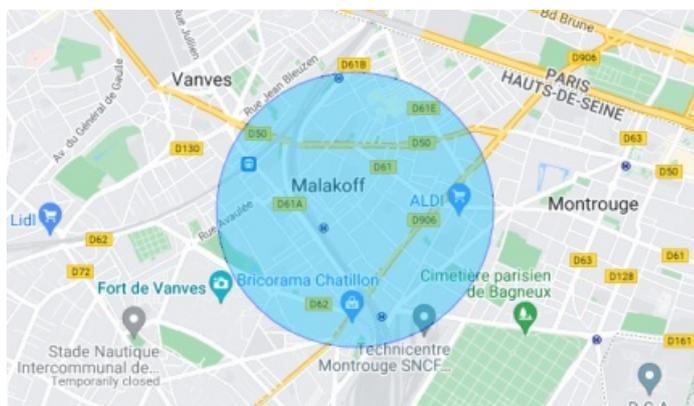 Bd Brune
Rue Jullien
D61B
D906
Rue Jean Bleuzen
PARIS
HAUTS-DE-SEINE
Vanves
Av. du Général de Gaulle
D61E
D50
D50
D63
D130
D61
D50
Malakoff
ALDI
D61A
Montrouge
Lidl
D906
Rue Avaulée
D62
D61
D72
D63
Cimetière parisien
de Bagneux
D128
Fort de Vanves
Bricorama Chatillon
D62
Stade Nautique
Intercommunal de...
Temporarily closed
Technicentre
Montrouge SNCF...
D161